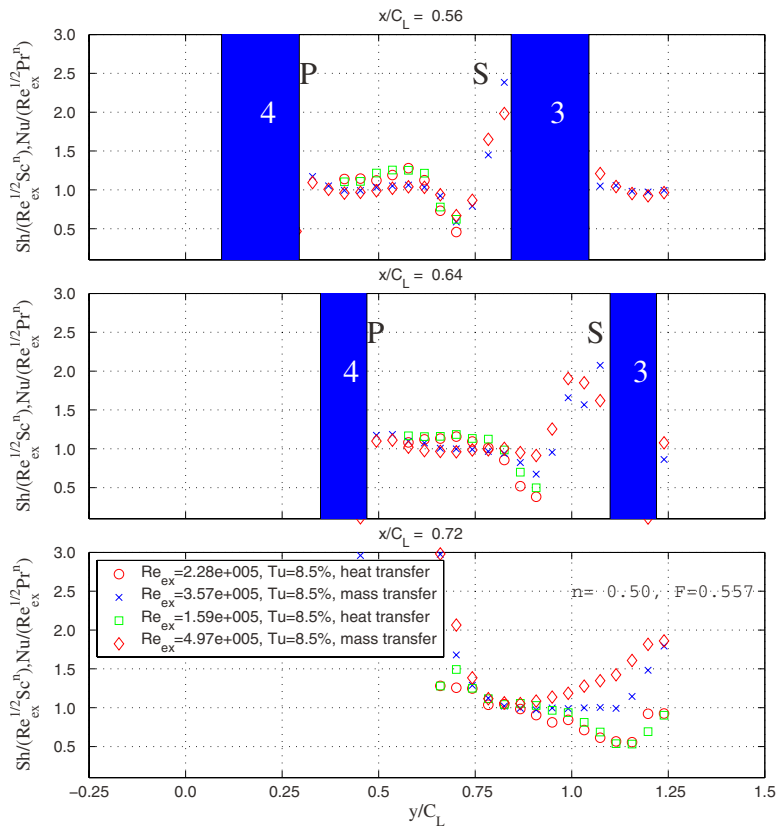 x/C_L = 0.56
Sh/(Re_ex^1/2 Sc^n),Nu/(Re_ex^1/2 Pr^n)
3.0
2.5
2.0
1.5
1.0
0.5
4
P
S
3
x/C_L = 0.64
Sh/(Re_ex^1/2 Sc^n),Nu/(Re_ex^1/2 Pr^n)
3.0
2.5
2.0
1.5
1.0
0.5
4
P
S
3
x/C_L = 0.72
Sh/(Re_ex^1/2 Sc^n),Nu/(Re_ex^1/2 Pr^n)
3.0
2.5
2.0
1.5
1.0
0.5
Re_ex=2.28e+005, Tu=8.5%, heat transfer
Re_ex=3.57e+005, Tu=8.5%, mass transfer
Re_ex=1.59e+005, Tu=8.5%, heat transfer
Re_ex=4.97e+005, Tu=8.5%, mass transfer
n= 0.50, F=0.557
−0.25 0.0 0.25 0.5 0.75 1.0 1.25 1.5
y/C_L